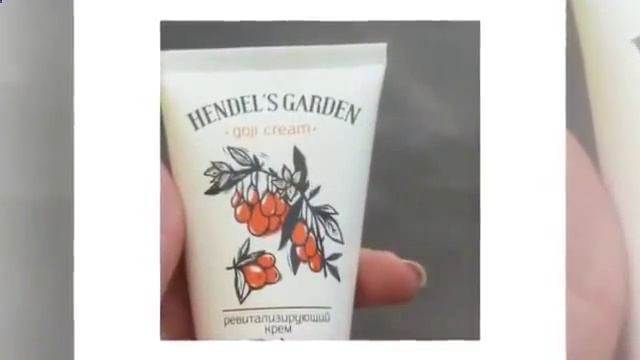 HENDEL'S GARDEN
· goji cream ·
ревитализирующий
крем